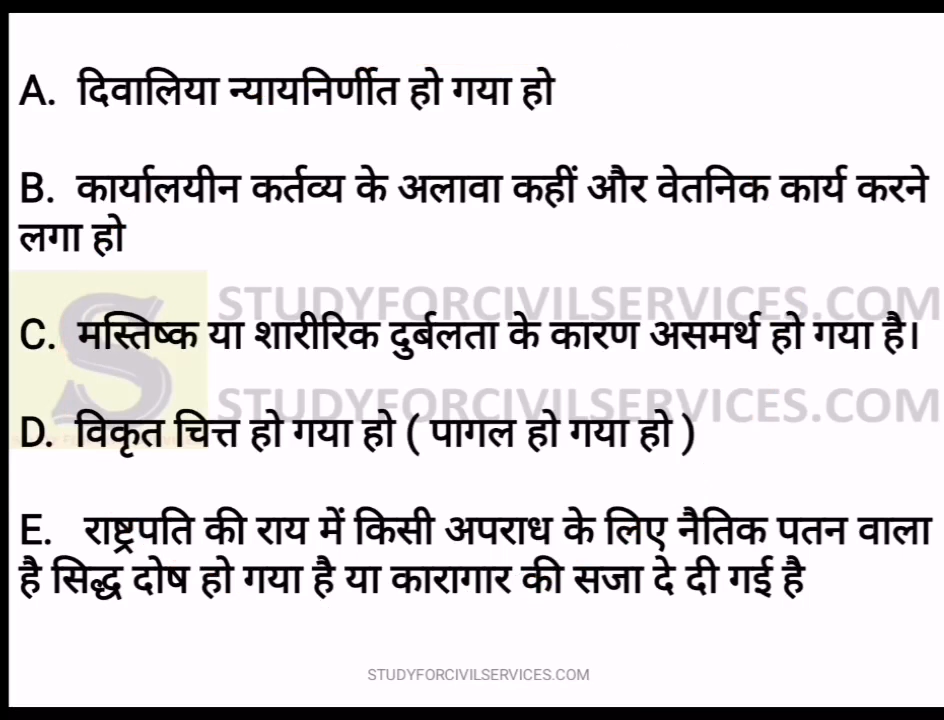 A. दिवालिया न्यायनिर्णीत हो गया हो
B. कार्यालयीन कर्तव्य के अलावा कहीं और वेतनिक कार्य करने
लगा हो
STUDYFORCIVILSERVICES.COM
C. मस्तिष्क या शारीरिक दुर्बलता के कारण असमर्थ हो गया है।
STUDYFORCIVILSERVICES.COM
D. विकृत चित्त हो गया हो ( पागल हो गया हो )
E. राष्ट्रपति की राय में किसी अपराध के लिए नैतिक पतन वाला
है सिद्ध दोष हो गया है या कारागार की सजा दे दी गई है
STUDYFORCIVILSERVICES.COM